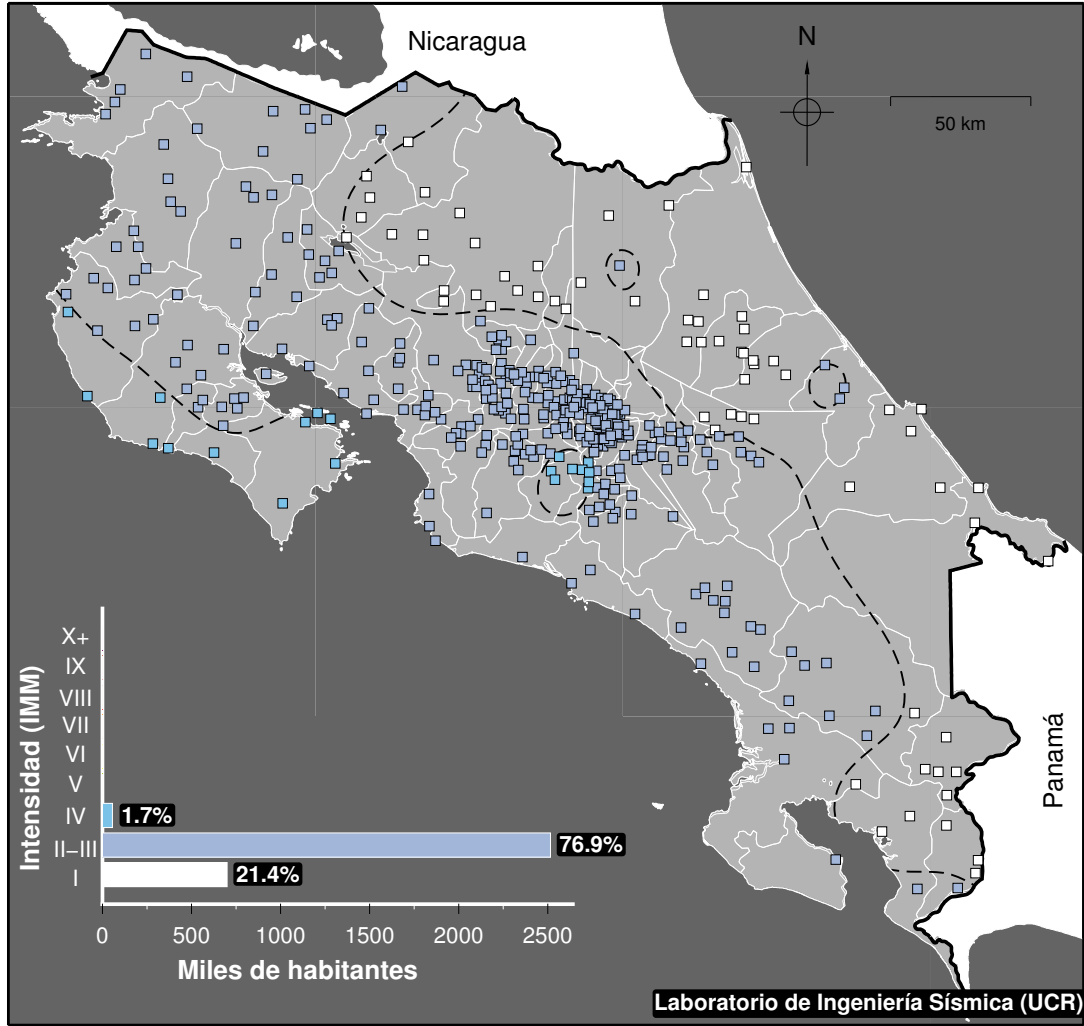 Nicaragua
N
50 km
Panamá
Intensidad (IMM)
X+
IX
VIII
VII
VI
V
IV
1.7%
II−III
76.9%
I
21.4%
0
500
1000
1500
2000
2500
Miles de habitantes
Laboratorio de Ingeniería Sísmica (UCR)